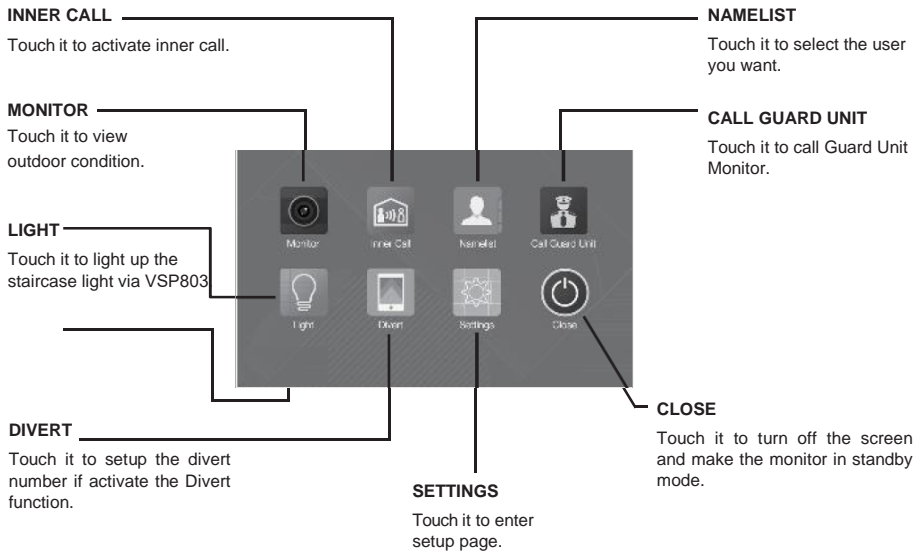 INNER CALL
Touch it to activate inner call.
MONITOR
Touch it to view
outdoor condition.
LIGHT
Touch it to light up the
staircase light via VSP803.
NAMELIST
Touch it to select the user
you want.
CALL GUARD UNIT
Touch it to call Guard Unit
Monitor.
Monitor
Inner Call
Namelist
Call Guard Unit
Light
Divert
Settings
Close
DIVERT
Touch it to setup the divert
number if activate the Divert
function.
SETTINGS
Touch it to enter
setup page.
CLOSE
Touch it to turn off the screen
and make the monitor in standby
mode.